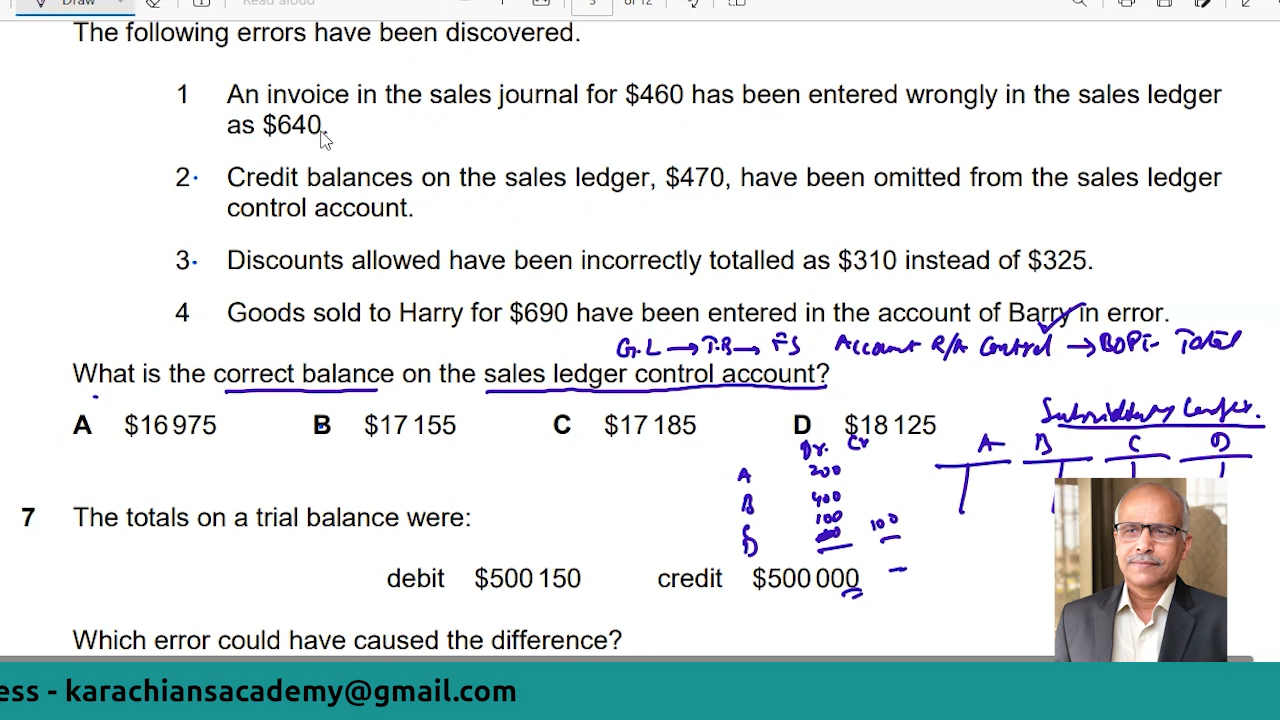 Draw
Read aloud
of 12
The following errors have been discovered.
1 An invoice in the sales journal for $460 has been entered wrongly in the sales ledger
as $640.
2 Credit balances on the sales ledger, $470, have been omitted from the sales ledger
control account.
3 Discounts allowed have been incorrectly totalled as $310 instead of $325.
4 Goods sold to Harry for $690 have been entered in the account of Barry in error.
G.L → T.B → FS Account R/A Control → Total
What is the correct balance on the sales ledger control account?
Subsidiary Ledger.
A $16 975 B $17 155 C $17 185 D $18 125
Dr. Cr
A B C D
A 200
B 400
100 100
D
7 The totals on a trial balance were:
debit $500 150 credit $500 000
Which error could have caused the difference?
ess - karachiansacademy@gmail.com